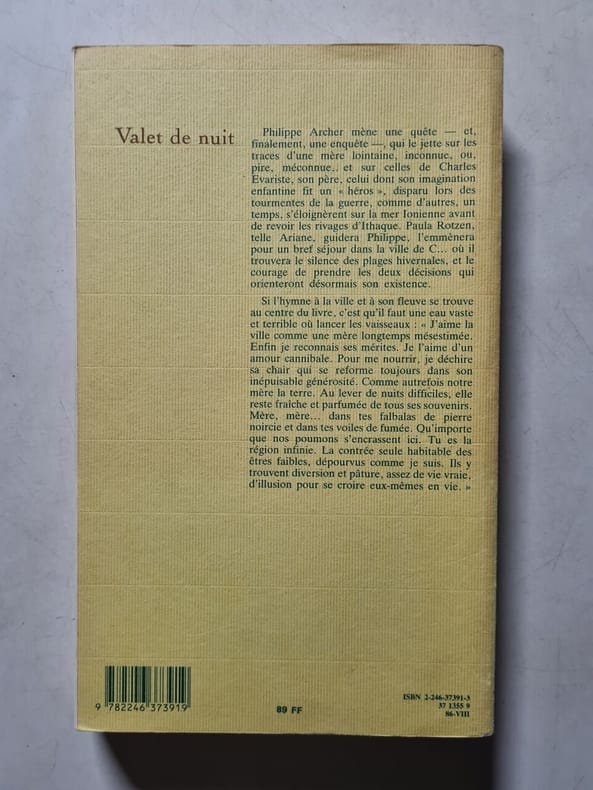 Valet de nuit
Philippe Archer mène une quête — et,
finalement, une enquête —, qui le jette sur les
traces d'une mère lointaine, inconnue, ou,
pire, méconnue, et sur celles de Charles
Evariste, son père, celui dont son imagination
enfantine fit un « héros », disparu lors des
tourmentes de la guerre, comme d'autres, un
temps, s'éloignèrent sur la mer Ionienne avant
de revoir les rivages d'Ithaque. Paula Rotzen,
telle Ariane, guidera Philippe, l'emmènera
pour un bref séjour dans la ville de C... où il
trouvera le silence des plages hivernales, et le
courage de prendre les deux décisions qui
orienteront désormais son existence.
Si l'hymne à la ville et à son fleuve se trouve
au centre du livre, c'est qu'il faut une eau vaste
et terrible où lancer les vaisseaux : « J'aime la
ville comme une mère longtemps mésestimée.
Enfin je reconnais ses mérites. Je l'aime d'un
amour cannibale. Pour me nourrir, je déchire
sa chair qui se reforme toujours dans son
inépuisable générosité. Comme autrefois notre
mère la terre. Au lever de nuits difficiles, elle
reste fraîche et parfumée de tous ses souvenirs.
Mère, mère... dans tes falbalas de pierre
noircie et dans tes voiles de fumée. Qu'importe
que nos poumons s'encrassent ici. Tu es la
région infinie. La contrée seule habitable des
êtres faibles, dépourvus comme je suis. Ils y
trouvent diversion et pâture, assez de vie vraie,
d'illusion pour se croire eux-mêmes en vie. »
9 782246 373919
89 FF
ISBN 2-246-37391-3
37 1355 9
86-VIII